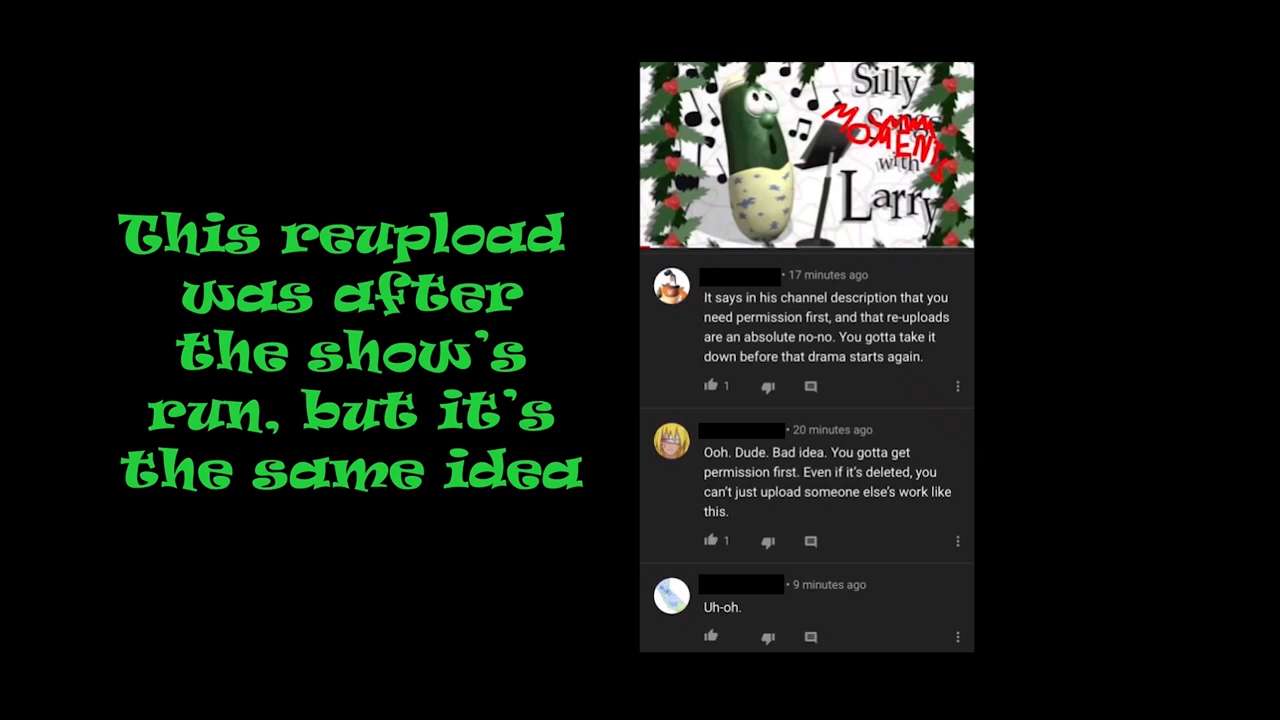 This reupload
was after
the show's
run, but it's
the same idea
Silly
Songs
MOMENTS
with
Larry
• 17 minutes ago
It says in his channel description that you
need permission first, and that re-uploads
are an absolute no-no. You gotta take it
down before that drama starts again.
1
• 20 minutes ago
Ooh. Dude. Bad idea. You gotta get
permission first. Even if it's deleted, you
can't just upload someone else's work like
this.
1
• 9 minutes ago
Uh-oh.